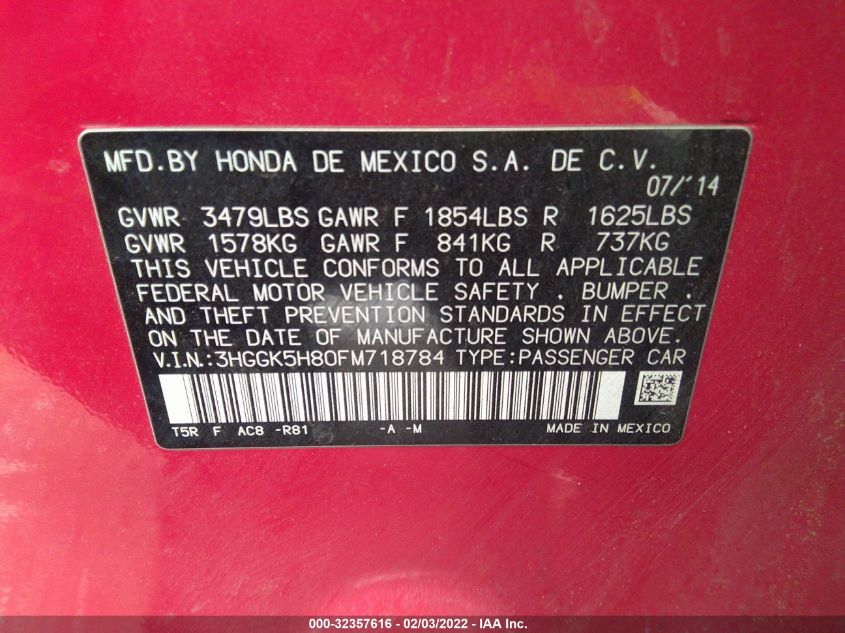 MFD.BY HONDA DE MEXICO S.A. DE C.V.
07/'14
GVWR 3479LBS GAWR F 1854LBS R 1625LBS
GVWR 1578KG GAWR F 841KG R 737KG
THIS VEHICLE CONFORMS TO ALL APPLICABLE
FEDERAL MOTOR VEHICLE SAFETY . BUMPER .
AND THEFT PREVENTION STANDARDS IN EFFECT
ON THE DATE OF MANUFACTURE SHOWN ABOVE.
V.I.N.:3HGGK5H80FM718784 TYPE:PASSENGER CAR
T5R F AC8 -R81 -A -M MADE IN MEXICO
000-32357616 - 02/03/2022 - IAA Inc.